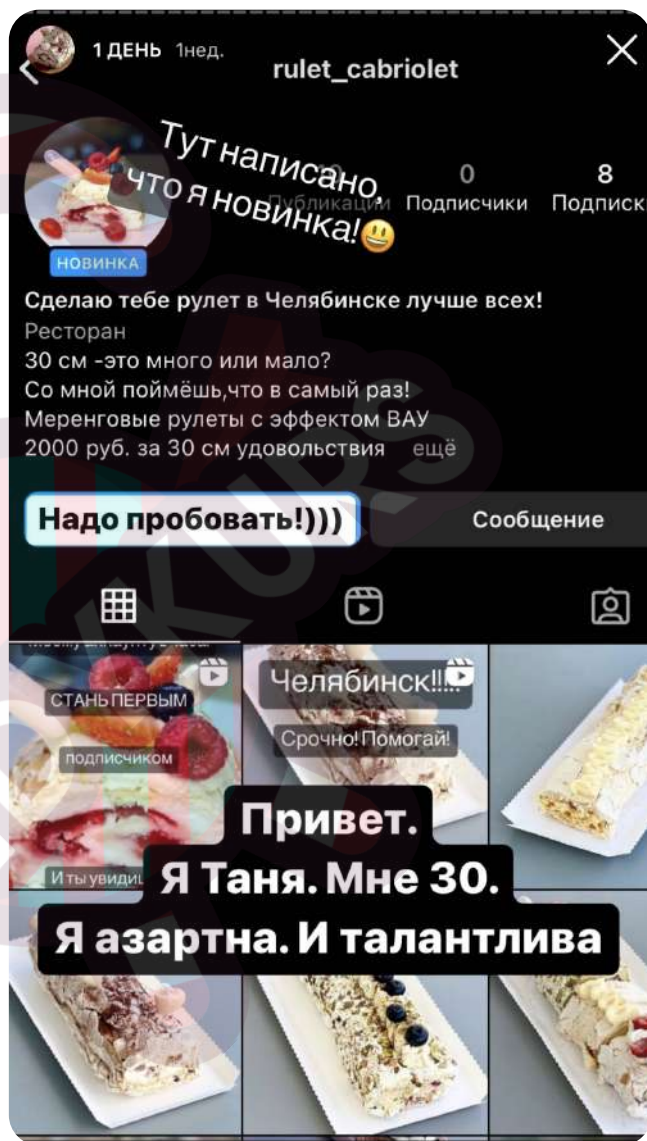 1 ДЕНЬ 1нед.
rulet_cabriolet
Тут написано,
что я новинка!😃
0 8
Публикации Подписчики Подписк
НОВИНКА
Сделаю тебе рулет в Челябинске лучше всех!
Ресторан
30 см -это много или мало?
Со мной поймёшь,что в самый раз!
Меренговые рулеты с эффектом ВАУ
2000 руб. за 30 см удовольствия ещё
Надо пробовать!)))
Сообщение
СТАНЬ ПЕРВЫМ
подписчиком
И ты увидиш
Челябинск!!!..
Срочно! Помогай!
Привет.
Я Таня. Мне 30.
Я азартна. И талантлива